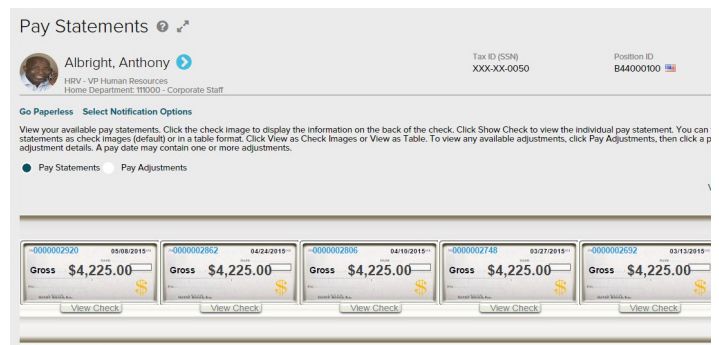 Pay Statements
Albright, Anthony
HRV - VP Human Resources
Home Department: 111000 - Corporate Staff
Tax ID (SSN)
XXX-XX-0050
Position ID
B44000100
Go Paperless Select Notification Options
View your available pay statements. Click the check image to display the information on the back of the check. Click Show Check to view the individual pay statement. You can
statements as check images (default) or in a table format. Click View as Check Images or View as Table. To view any available adjustments, click Pay Adjustments, then click a p
adjustment details. A pay date may contain one or more adjustments.
Pay Statements Pay Adjustments
V
0000002920 05/08/2015
Gross $4,225.00
$
View Check
0000002862 04/24/2015
Gross $4,225.00
$
View Check
0000002806 04/10/2015
Gross $4,225.00
$
View Check
0000002748 03/27/2015
Gross $4,225.00
$
View Check
0000002692 03/13/2015
Gross $4,225.00
$
View Check